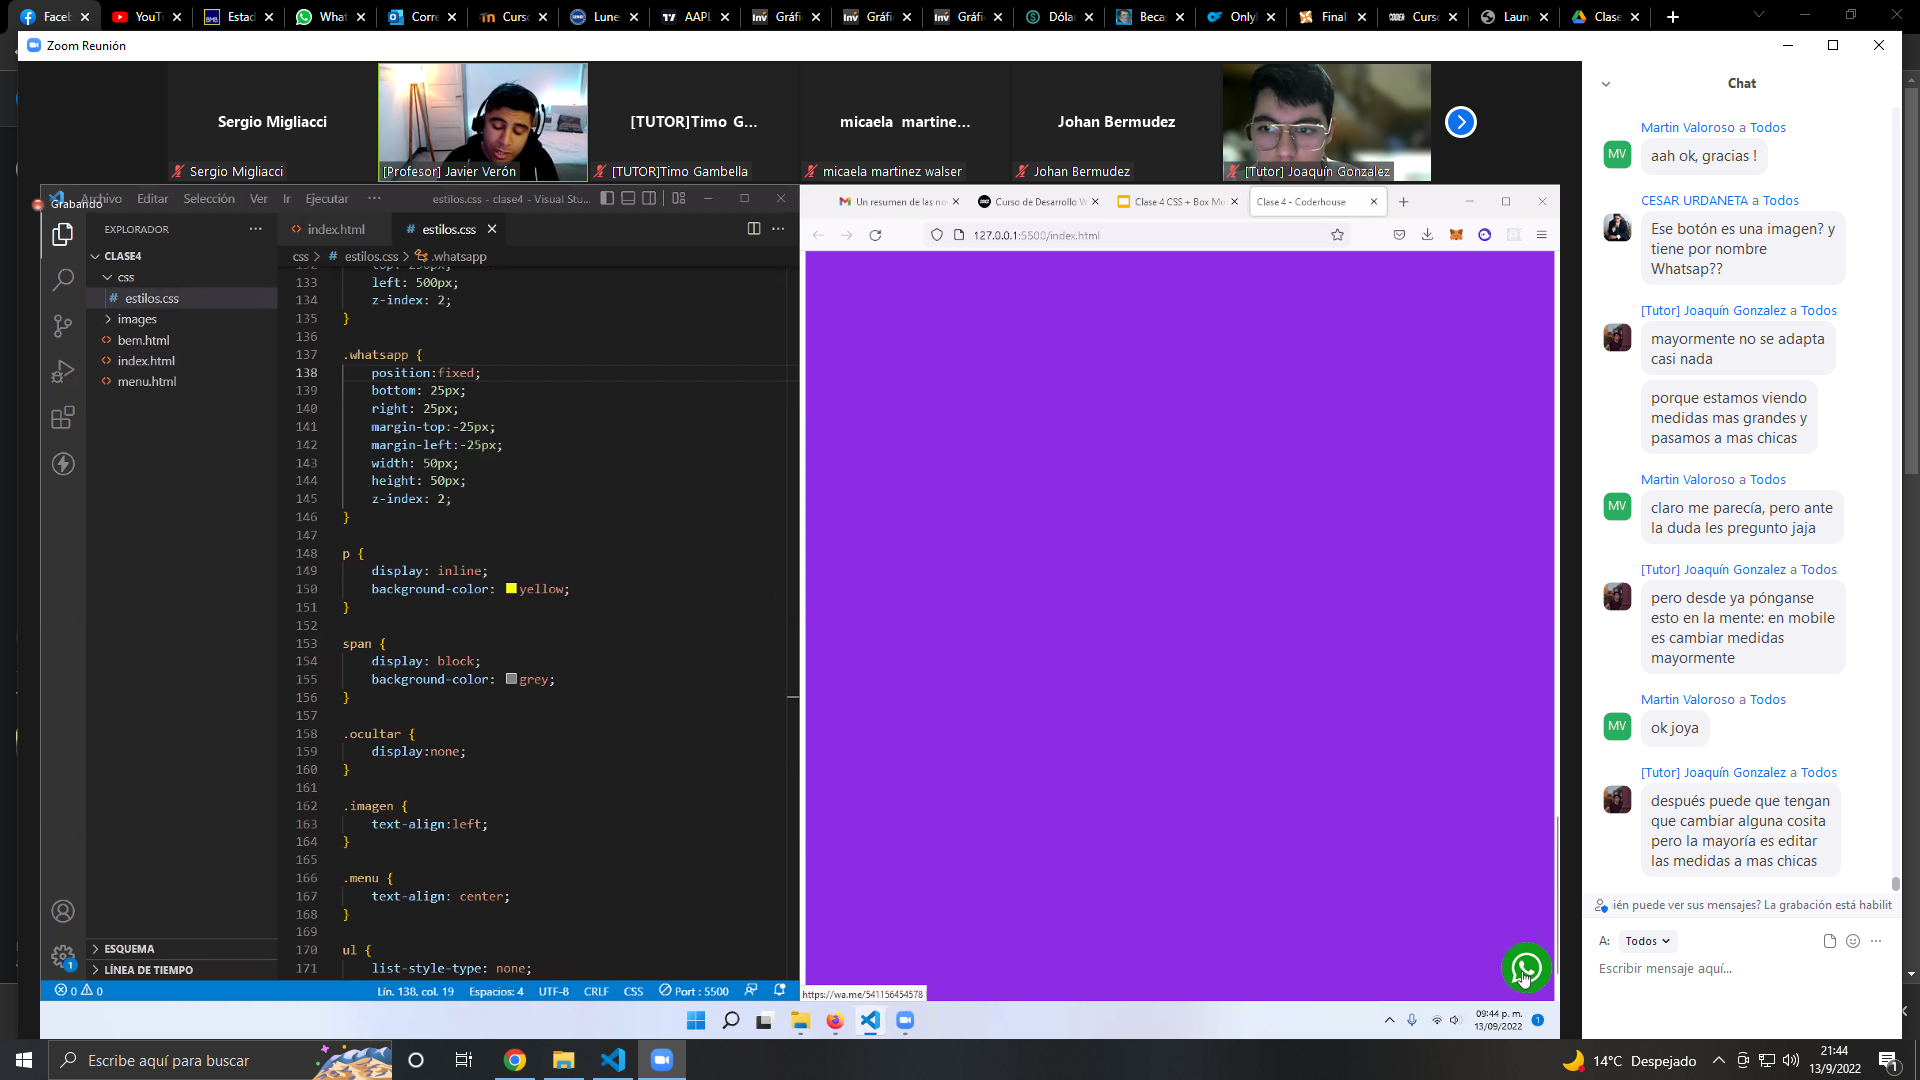 Faceb
YouT
Estad
What
Corre
Curso
Lune
AAPL
Gráfi
Gráfi
Gráfi
Dóla
Beca
Onlyl
Final
Curso
Laun
Clase
Zoom Reunión
Sergio Migliacci
[TUTOR]Timo G...
micaela martine...
Johan Bermudez
Sergio Migliacci
[Profesor] Javier Verón
[TUTOR]Timo Gambella
micaela martinez walser
Johan Bermudez
[Tutor] Joaquín Gonzalez
Grabando
Archivo Editar Selección Ver Ir Ejecutar ···
estilos.css - clase4 - Visual Stu...
EXPLORADOR
CLASE4
css
# estilos.css
images
bem.html
index.html
menu.html
ESQUEMA
LÍNEA DE TIEMPO
index.html
# estilos.css
css > # estilos.css > .whatsapp
133 left: 500px;
134 z-index: 2;
135 }
136
137 .whatsapp {
138 position:fixed;
139 bottom: 25px;
140 right: 25px;
141 margin-top:-25px;
142 margin-left:-25px;
143 width: 50px;
144 height: 50px;
145 z-index: 2;
146 }
147
148 p {
149 display: inline;
150 background-color: yellow;
151 }
152
153 span {
154 display: block;
155 background-color: grey;
156 }
157
158 .ocultar {
159 display:none;
160 }
161
162 .imagen {
163 text-align:left;
164 }
165
166 .menu {
167 text-align: center;
168 }
169
170 ul {
171 list-style-type: none;
0 0
Lín. 138, col. 19 Espacios: 4 UTF-8 CRLF CSS Port : 5500
Un resumen de las no
Curso de Desarrollo W
Clase 4 CSS + Box Mo
Clase 4 - Coderhouse
127.0.0.1:5500/index.html
https://wa.me/541156454578
09:44 p. m.
13/09/2022
1
Chat
Martin Valoroso a Todos
MV
aah ok, gracias !
CESAR URDANETA a Todos
Ese botón es una imagen? y
tiene por nombre
Whatsap??
[Tutor] Joaquín Gonzalez a Todos
mayormente no se adapta
casi nada
porque estamos viendo
medidas mas grandes y
pasamos a mas chicas
Martin Valoroso a Todos
MV
claro me parecía, pero ante
la duda les pregunto jaja
[Tutor] Joaquín Gonzalez a Todos
pero desde ya pónganse
esto en la mente: en mobile
es cambiar medidas
mayormente
Martin Valoroso a Todos
MV
ok joya
[Tutor] Joaquín Gonzalez a Todos
después puede que tengan
que cambiar alguna cosita
pero la mayoría es editar
las medidas a mas chicas
ién puede ver sus mensajes? La grabación está habilit
A: Todos
Escribir mensaje aquí...
Escribe aquí para buscar
14°C Despejado
21:44
13/9/2022
1